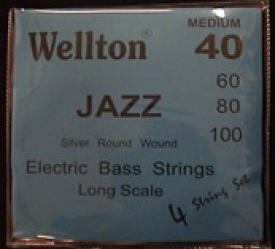 MEDIUM
Wellton® 40
60
JAZZ 80
Silver Round Wound 100
Electric Bass Strings
Long Scale
4 String Set